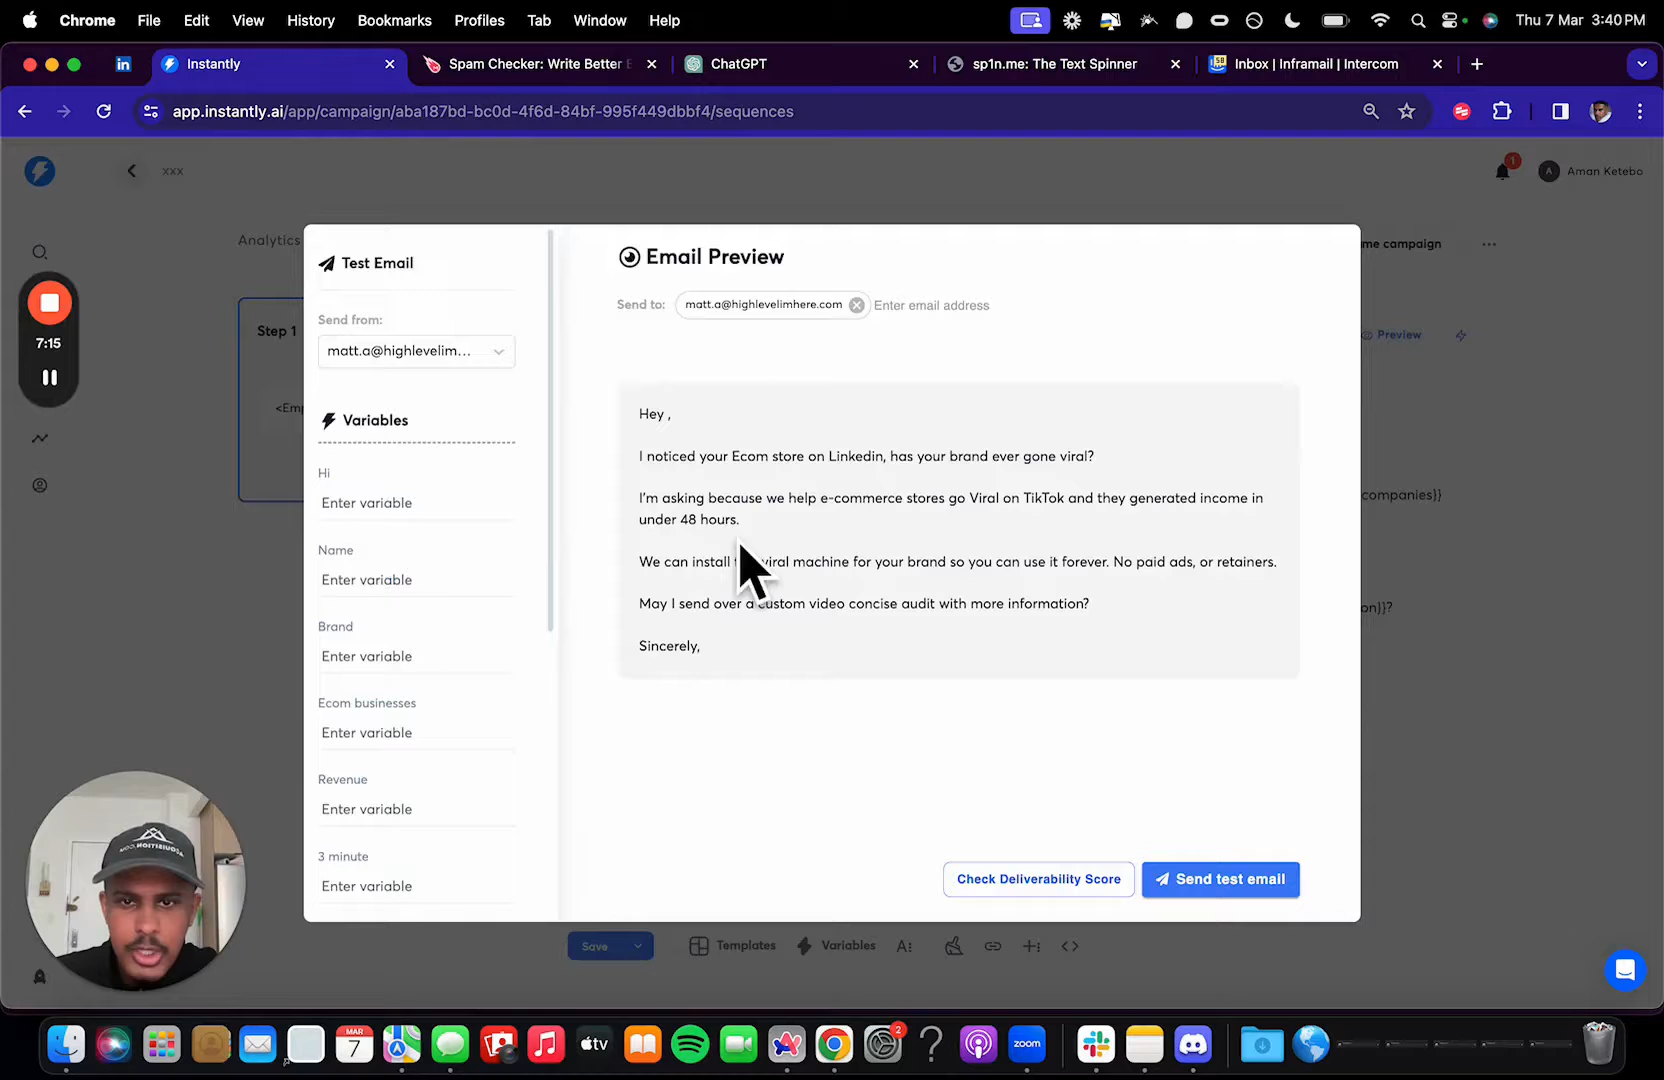 Chrome File Edit View History Bookmarks Profiles Tab Window Help Thu 7 Mar 3:40 PM
Instantly
Spam Checker: Write Better E
ChatGPT
sp1n.me: The Text Spinner
Inbox | Inframail | Intercom
app.instantly.ai/app/campaign/aba187bd-bc0d-4f6d-84bf-995f449dbbf4/sequences
xxx
1
A
Aman Ketebo
Analytics
me campaign
Step 1
<Emp
Preview
companies}}
on}}?
7:15
Test Email
Send from:
matt.a@highlevelim...
Variables
Hi
Enter variable
Name
Enter variable
Brand
Enter variable
Ecom businesses
Enter variable
Revenue
Enter variable
3 minute
Enter variable
Email Preview
Send to: matt.a@highlevelimhere.com Enter email address
Hey ,
I noticed your Ecom store on Linkedin, has your brand ever gone viral?
I'm asking because we help e-commerce stores go Viral on TikTok and they generated income in
under 48 hours.
We can install viral machine for your brand so you can use it forever. No paid ads, or retainers.
May I send over a custom video concise audit with more information?
Sincerely,
Check Deliverability Score
Send test email
Save
Templates
Variables
MAR
7
tv
2
zoom